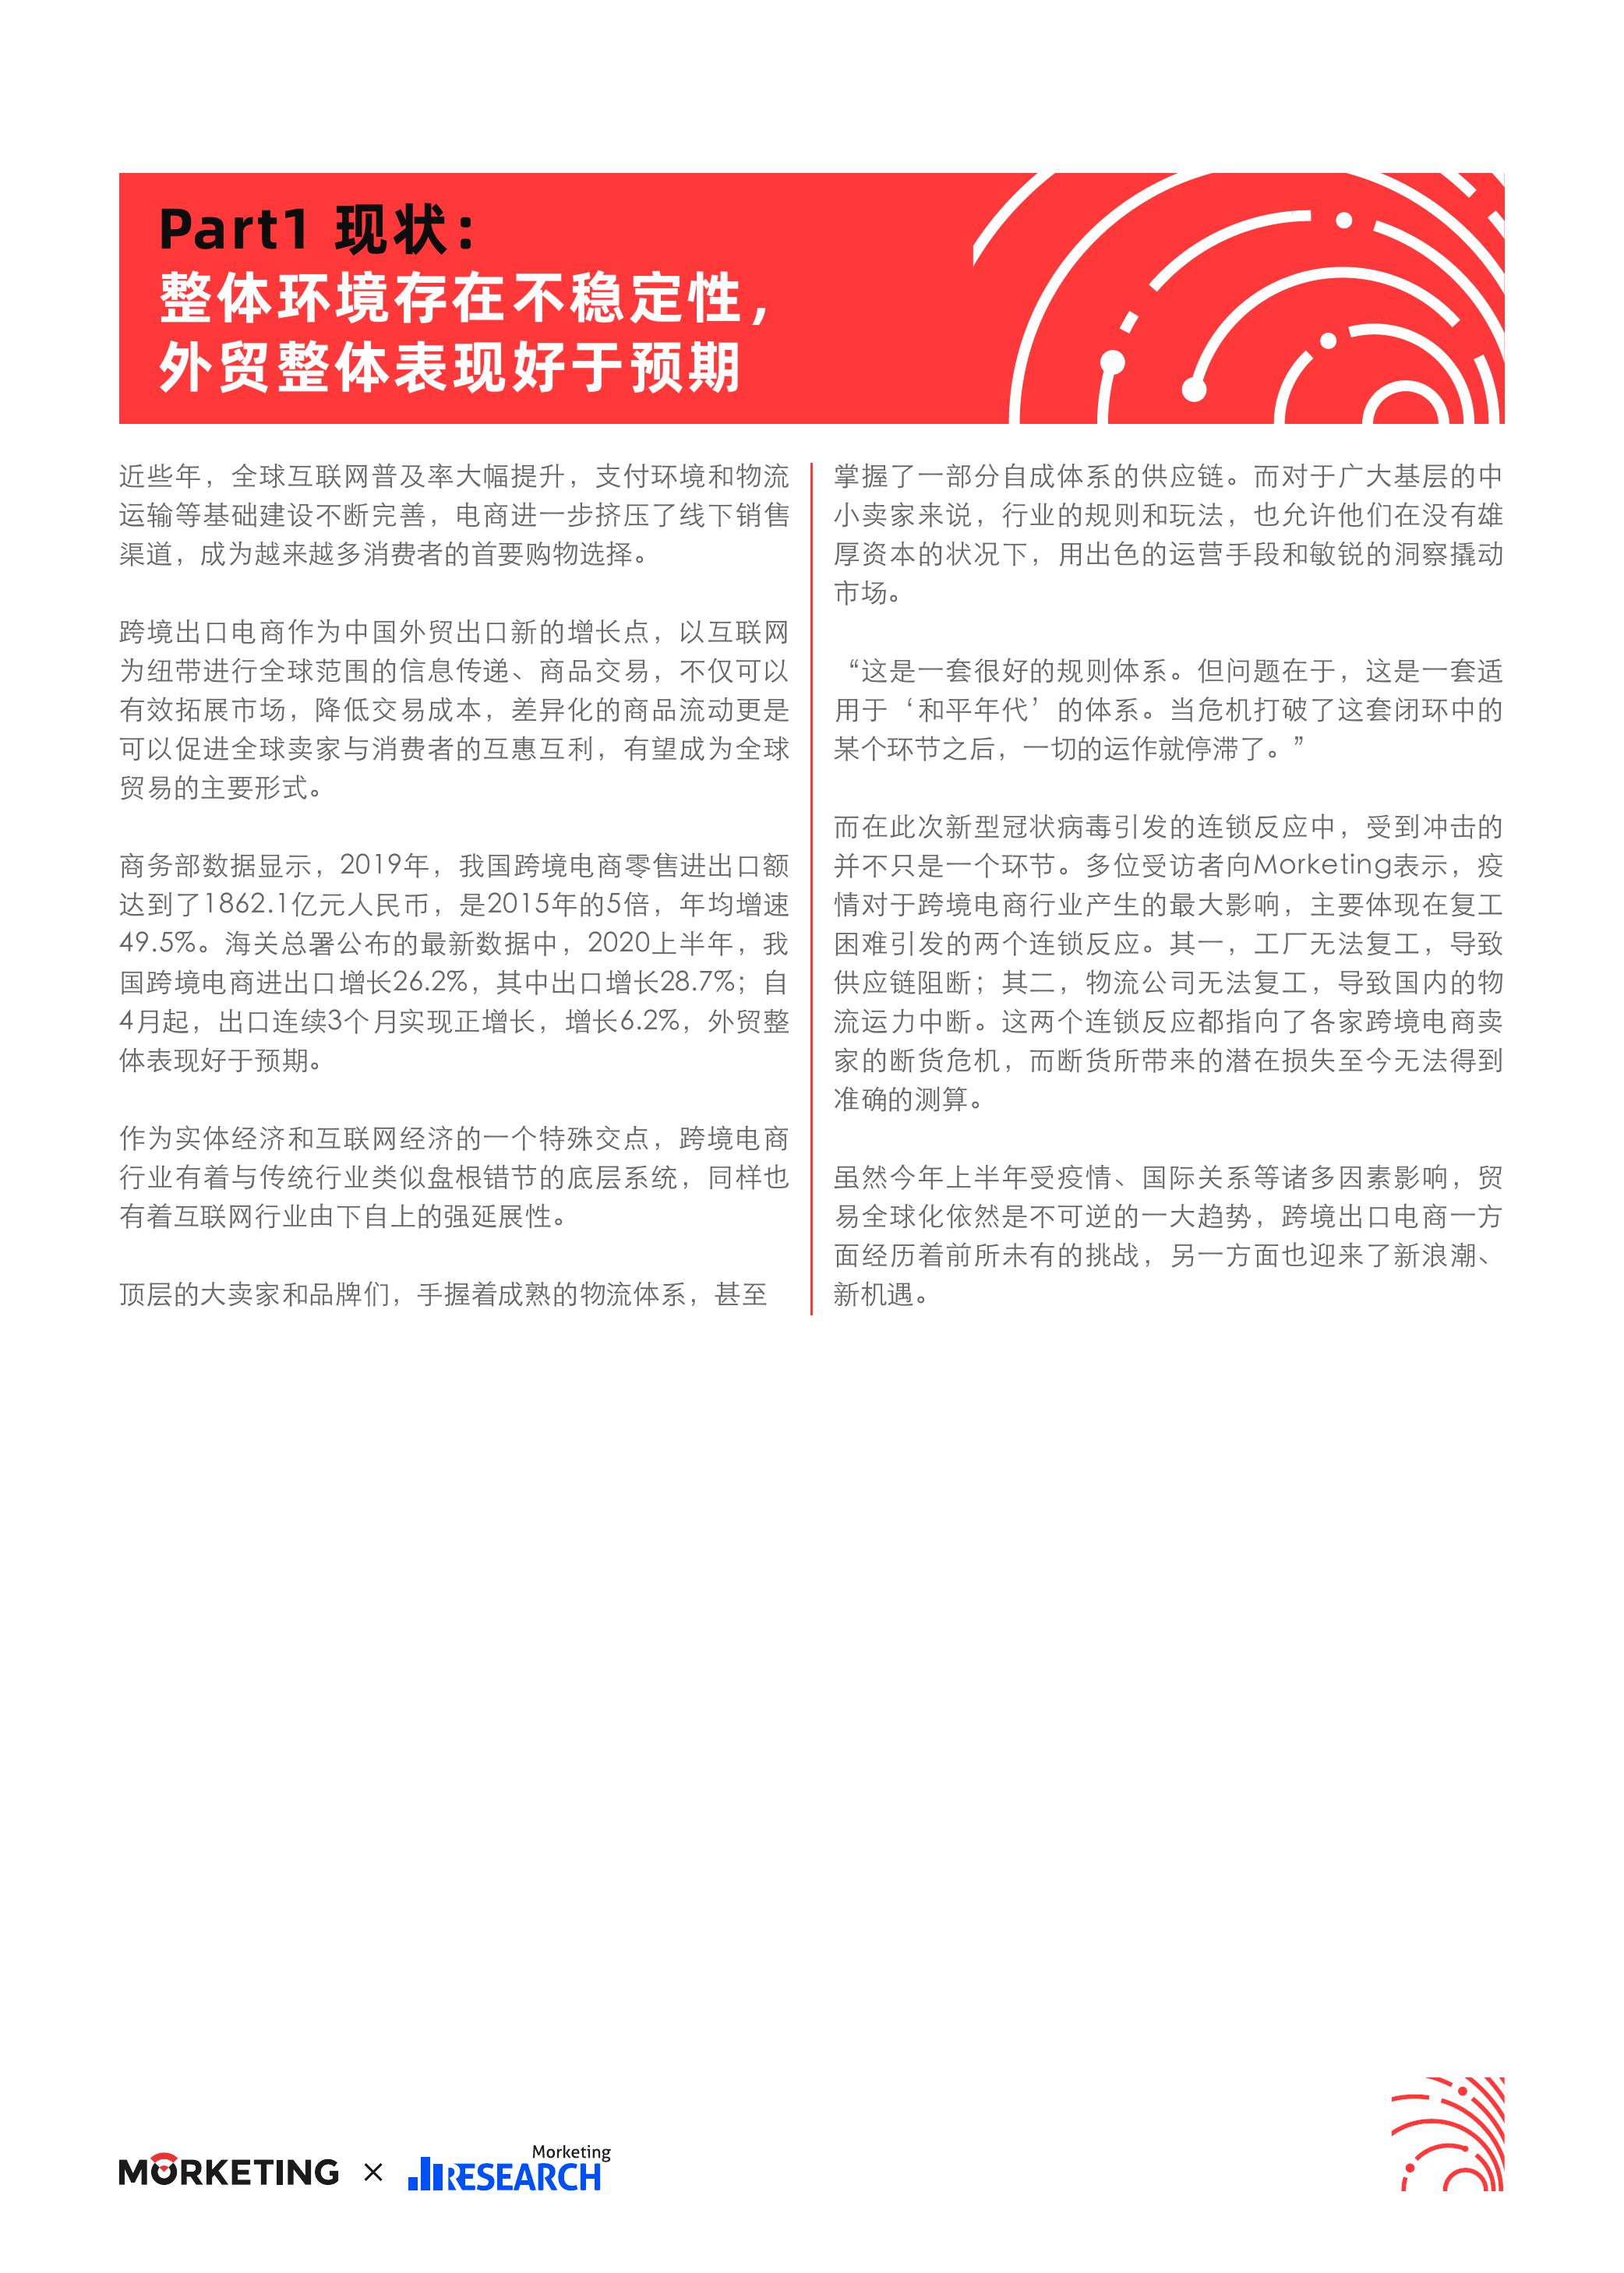 Part1 现状：
整体环境存在不稳定性，
外贸整体表现好于预期
近些年，全球互联网普及率大幅提升，支付环境和物流
运输等基础建设不断完善，电商进一步挤压了线下销售
渠道，成为越来越多消费者的首要购物选择。
跨境出口电商作为中国外贸出口新的增长点，以互联网
为纽带进行全球范围的信息传递、商品交易，不仅可以
有效拓展市场，降低交易成本，差异化的商品流动更是
可以促进全球卖家与消费者的互惠互利，有望成为全球
贸易的主要形式。
商务部数据显示，2019年，我国跨境电商零售进出口额
达到了1862.1亿元人民币，是2015年的5倍，年均增速
49.5%。海关总署公布的最新数据中，2020上半年，我
国跨境电商进出口增长26.2%，其中出口增长28.7%；自
4月起，出口连续3个月实现正增长，增长6.2%，外贸整
体表现好于预期。
作为实体经济和互联网经济的一个特殊交点，跨境电商
行业有着与传统行业类似盘根错节的底层系统，同样也
有着互联网行业由下自上的强延展性。
顶层的大卖家和品牌们，手握着成熟的物流体系，甚至
掌握了一部分自成体系的供应链。而对于广大基层的中
小卖家来说，行业的规则和玩法，也允许他们在没有雄
厚资本的状况下，用出色的运营手段和敏锐的洞察撬动
市场。
“这是一套很好的规则体系。但问题在于，这是一套适
用于‘和平年代’的体系。当危机打破了这套闭环中的
某个环节之后，一切的运作就停滞了。”
而在此次新型冠状病毒引发的连锁反应中，受到冲击的
并不只是一个环节。多位受访者向Morketing表示，疫
情对于跨境电商行业产生的最大影响，主要体现在复工
困难引发的两个连锁反应。其一，工厂无法复工，导致
供应链阻断；其二，物流公司无法复工，导致国内的物
流运力中断。这两个连锁反应都指向了各家跨境电商卖
家的断货危机，而断货所带来的潜在损失至今无法得到
准确的测算。
虽然今年上半年受疫情、国际关系等诸多因素影响，贸
易全球化依然是不可逆的一大趋势，跨境出口电商一方
面经历着前所未有的挑战，另一方面也迎来了新浪潮、
新机遇。
MORKETING × Morketing
RESEARCH